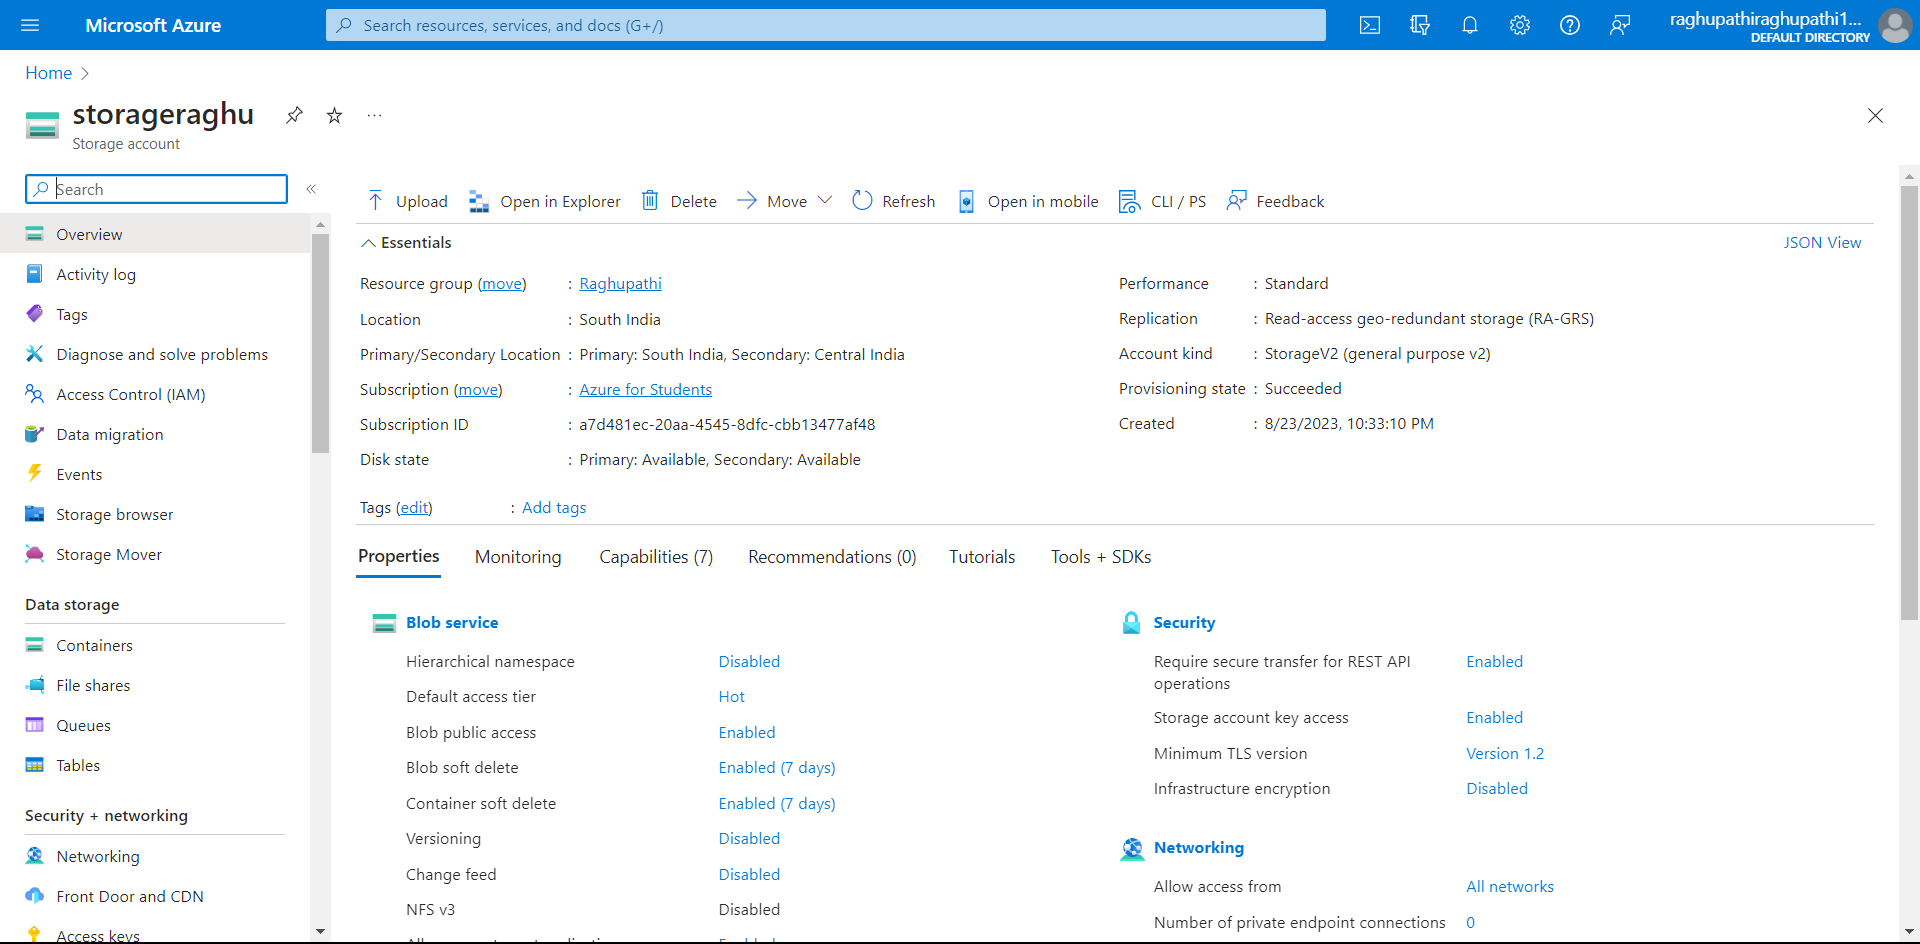 Microsoft Azure
Search resources, services, and docs (G+/)
raghupathiraghupathi1...
DEFAULT DIRECTORY
Home
storageraghu
Storage account
Search
Overview
Activity log
Tags
Diagnose and solve problems
Access Control (IAM)
Data migration
Events
Storage browser
Storage Mover
Data storage
Containers
File shares
Queues
Tables
Security + networking
Networking
Front Door and CDN
Access keys
Upload Open in Explorer Delete Move Refresh Open in mobile CLI / PS Feedback
Essentials JSON View
Resource group (move) : Raghupathi
Location : South India
Primary/Secondary Location : Primary: South India, Secondary: Central India
Subscription (move) : Azure for Students
Subscription ID : a7d481ec-20aa-4545-8dfc-cbb13477af48
Disk state : Primary: Available, Secondary: Available
Performance : Standard
Replication : Read-access geo-redundant storage (RA-GRS)
Account kind : StorageV2 (general purpose v2)
Provisioning state : Succeeded
Created : 8/23/2023, 10:33:10 PM
Tags (edit) : Add tags
Properties Monitoring Capabilities (7) Recommendations (0) Tutorials Tools + SDKs
Blob service
Hierarchical namespace Disabled
Default access tier Hot
Blob public access Enabled
Blob soft delete Enabled (7 days)
Container soft delete Enabled (7 days)
Versioning Disabled
Change feed Disabled
NFS v3 Disabled
Security
Require secure transfer for REST API
operations Enabled
Storage account key access Enabled
Minimum TLS version Version 1.2
Infrastructure encryption Disabled
Networking
Allow access from All networks
Number of private endpoint connections 0